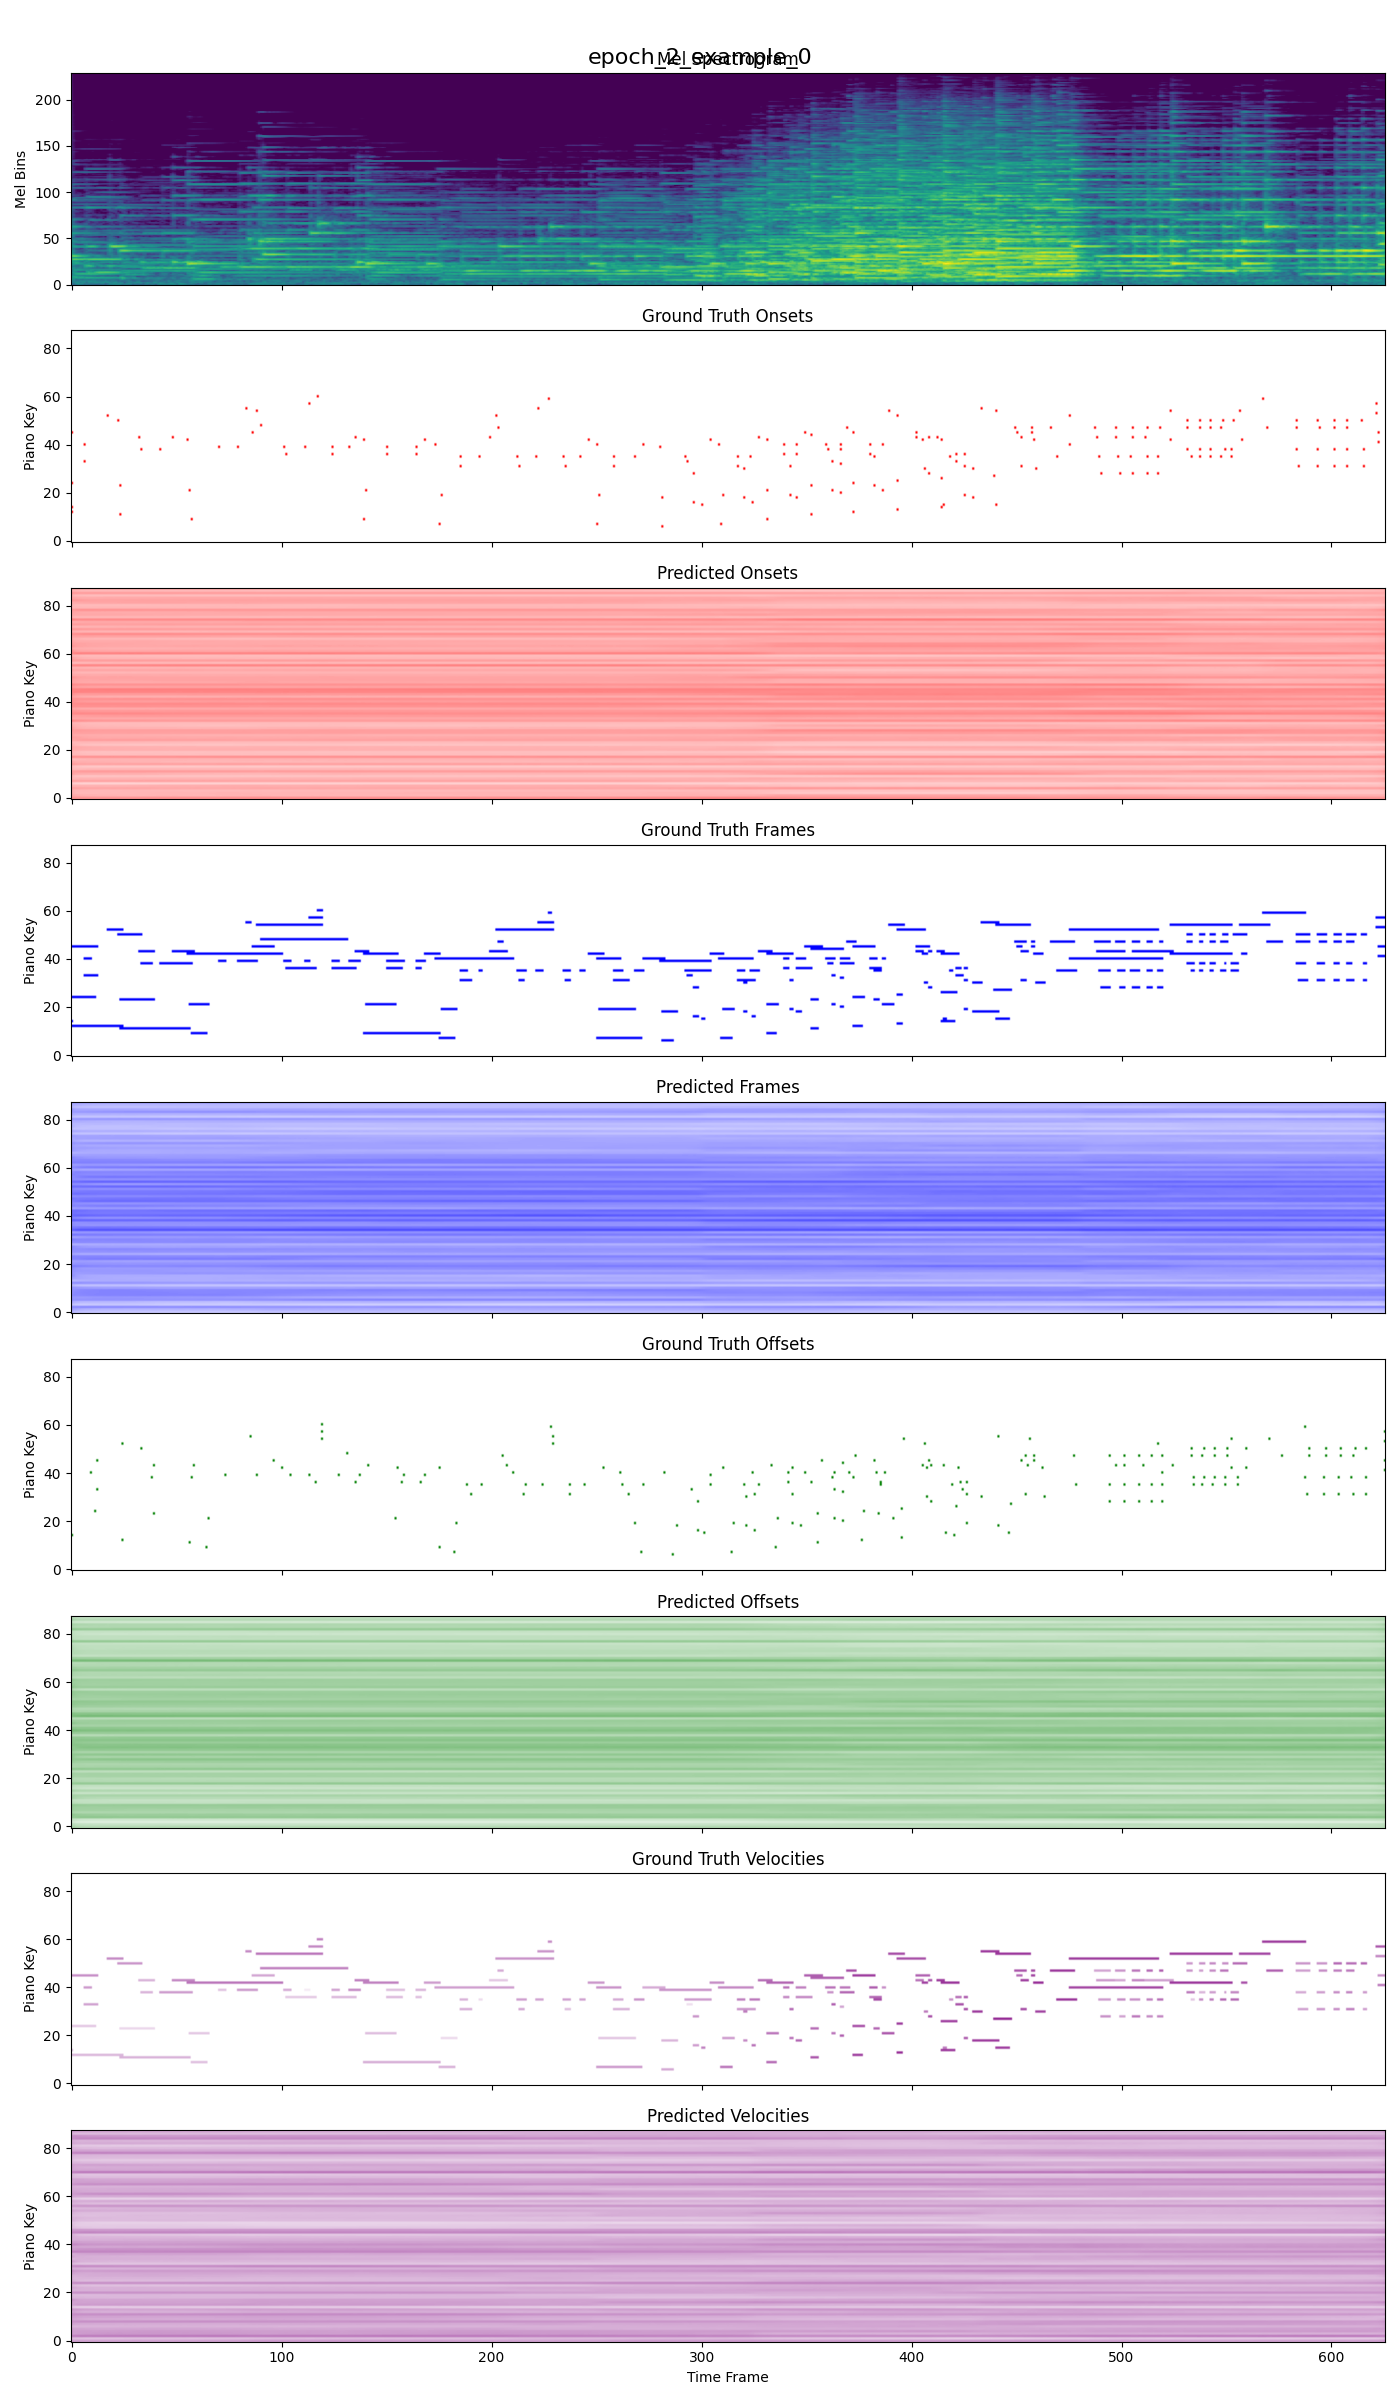 epoch_2_example_0
Mel Spectrogram
Mel Bins
200
150
100
50
0
Ground Truth Onsets
Piano Key
80
60
40
20
0
Predicted Onsets
Piano Key
80
60
40
20
0
Ground Truth Frames
Piano Key
80
60
40
20
0
Predicted Frames
Piano Key
80
60
40
20
0
Ground Truth Offsets
Piano Key
80
60
40
20
0
Predicted Offsets
Piano Key
80
60
40
20
0
Ground Truth Velocities
Piano Key
80
60
40
20
0
Predicted Velocities
Piano Key
80
60
40
20
0
0 100 200 300 400 500 600
Time Frame